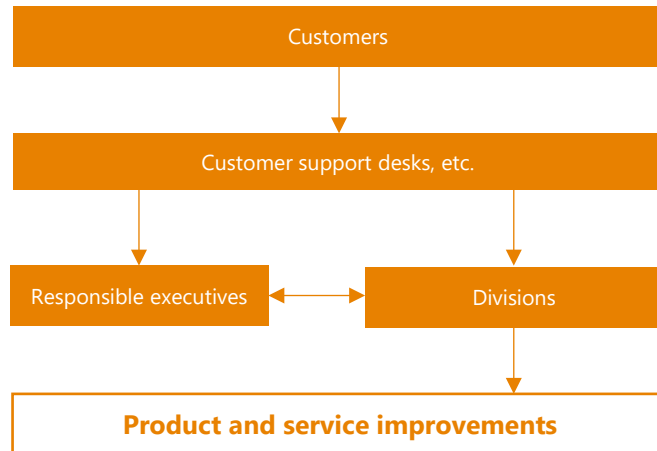 Customers
Customer support desks, etc.
Responsible executives
Divisions
Product and service improvements